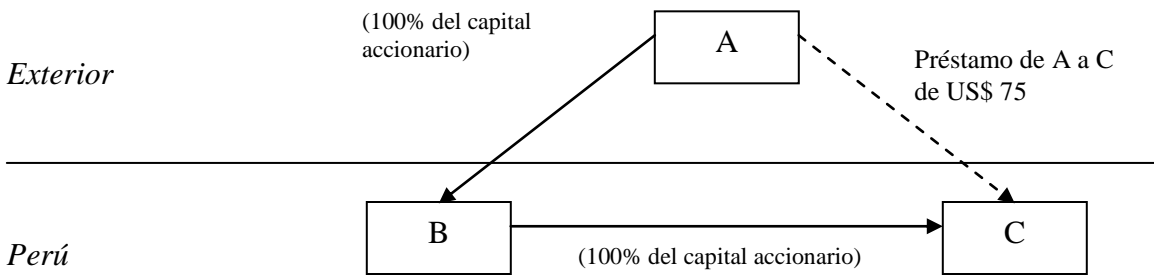 (100% del capital
accionario)
A
Préstamo de A a C
de US$ 75
Exterior
B
C
(100% del capital accionario)
Perú